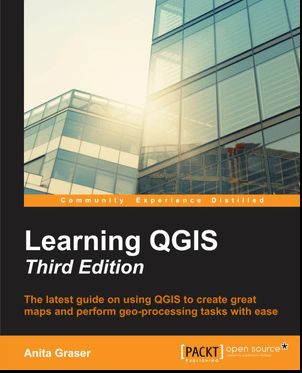 Community Experience Distilled
Learning QGIS
Third Edition
The latest guide on using QGIS to create great
maps and perform geo-processing tasks with ease
Anita Graser
[PACKT]
PUBLISHING
open source*